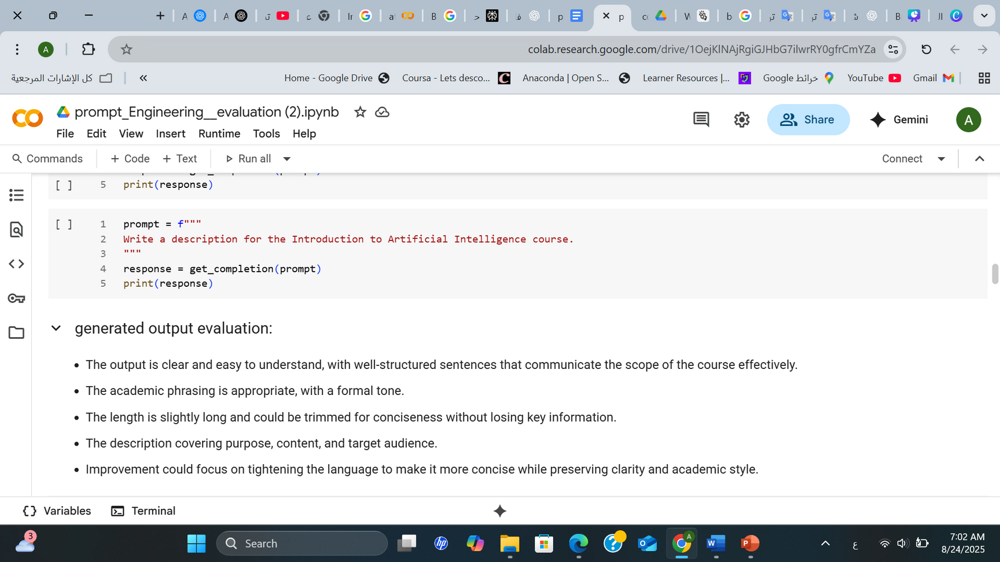 colab.research.google.com/drive/1OejKlNAjRgiGJHbG7ilwrRY0gfrCmYZa
كل الإشارات المرجعية
Home - Google Drive
Coursa - Lets desco...
Anaconda | Open S...
Learner Resources |...
خرائط Google
YouTube
Gmail
prompt_Engineering__evaluation (2).ipynb
Share
Gemini
A
File Edit View Insert Runtime Tools Help
Commands
+ Code + Text
Run all
Connect
[ ] 5 print(response)
[ ] 1 prompt = f"""
2 Write a description for the Introduction to Artificial Intelligence course.
3 """
4 response = get_completion(prompt)
5 print(response)
generated output evaluation:
• The output is clear and easy to understand, with well-structured sentences that communicate the scope of the course effectively.
• The academic phrasing is appropriate, with a formal tone.
• The length is slightly long and could be trimmed for conciseness without losing key information.
• The description covering purpose, content, and target audience.
• Improvement could focus on tightening the language to make it more concise while preserving clarity and academic style.
Variables
Terminal
3
Search
ع
7:02 AM
8/24/2025